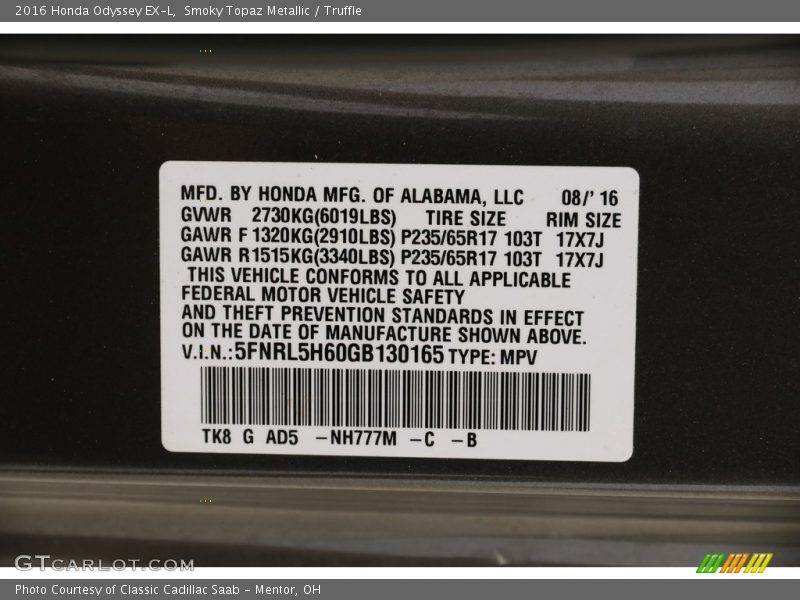 2016 Honda Odyssey EX-L, Smoky Topaz Metallic / Truffle
MFD. BY HONDA MFG. OF ALABAMA, LLC 08/' 16
GVWR 2730KG(6019LBS) TIRE SIZE RIM SIZE
GAWR F 1320KG(2910LBS) P235/65R17 103T 17X7J
GAWR R1515KG(3340LBS) P235/65R17 103T 17X7J
THIS VEHICLE CONFORMS TO ALL APPLICABLE
FEDERAL MOTOR VEHICLE SAFETY
AND THEFT PREVENTION STANDARDS IN EFFECT
ON THE DATE OF MANUFACTURE SHOWN ABOVE.
V.I.N.:5FNRL5H60GB130165 TYPE: MPV
TK8 G AD5 -NH777M -C -B
GTCARLOT.COM
Photo Courtesy of Classic Cadillac Saab - Mentor, OH